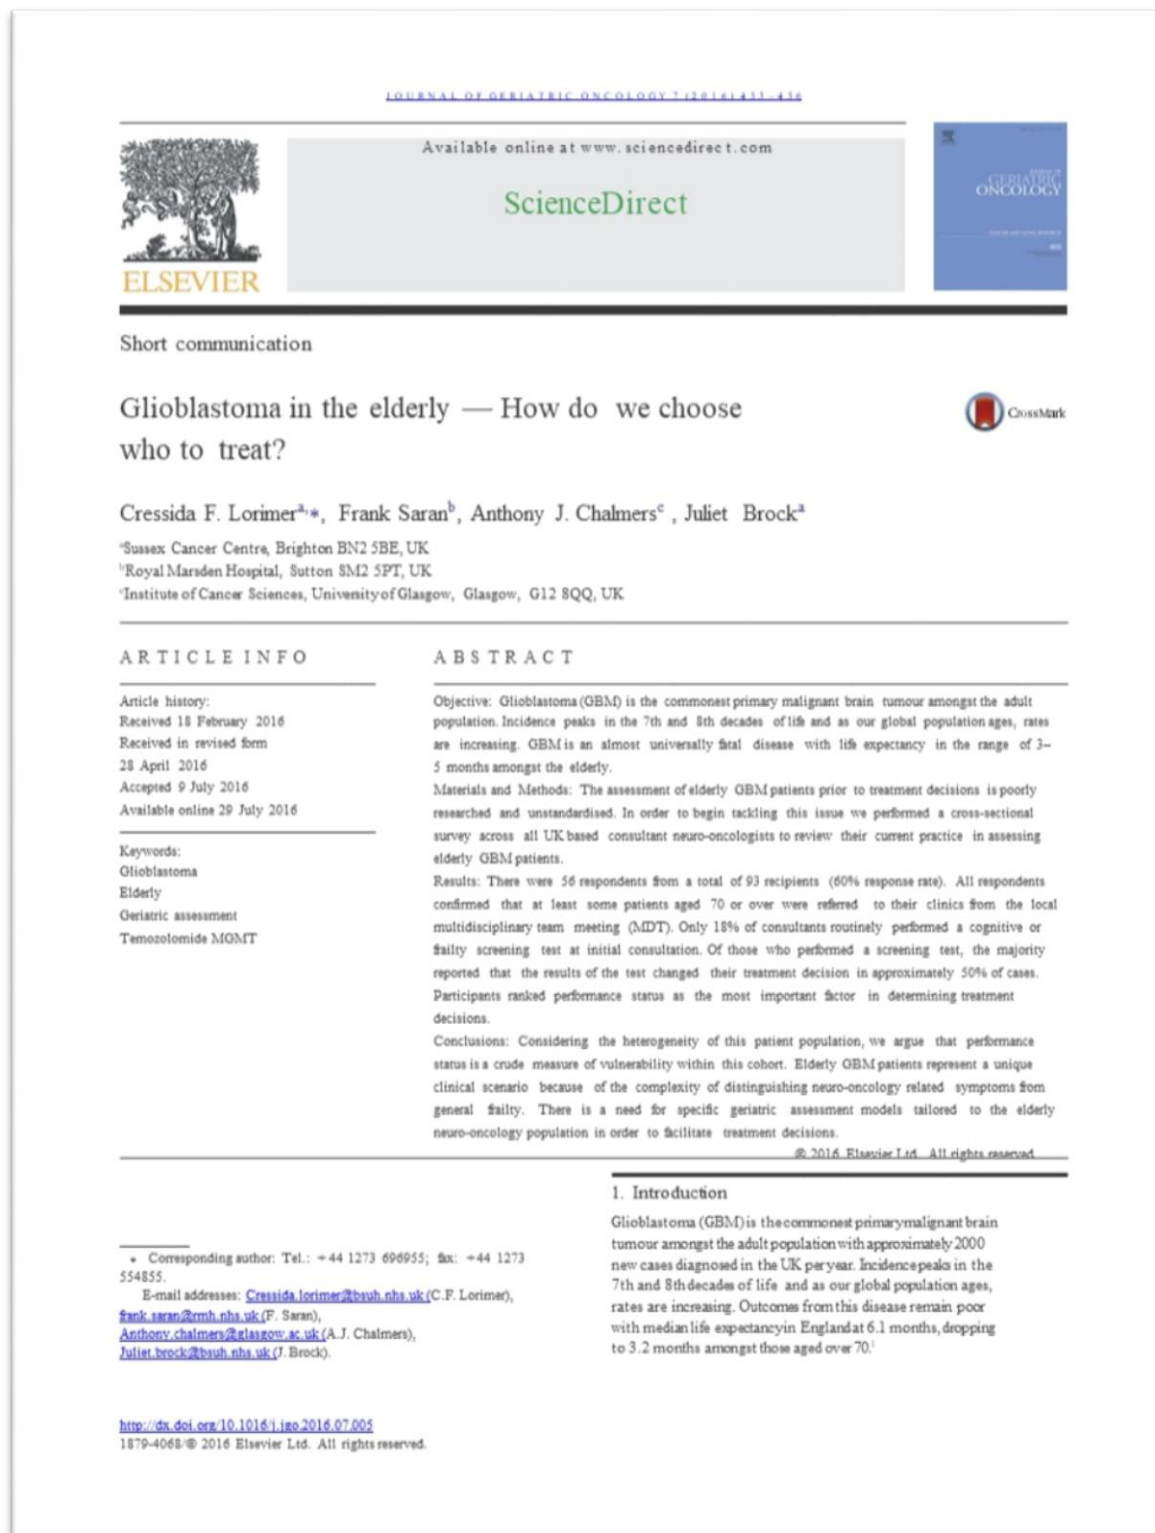 JOURNAL OF GERIATRIC ONCOLOGY 7 (2016) 453–456
Available online at www.sciencedirect.com
ScienceDirect
ELSEVIER
JOURNAL OF
GERIATRIC
ONCOLOGY
Short communication
Glioblastoma in the elderly — How do we choose
who to treat?
CrossMark
Cressida F. Lorimer a,*, Frank Saran b, Anthony J. Chalmers c, Juliet Brock a
a Sussex Cancer Centre, Brighton BN2 5BE, UK
b Royal Marsden Hospital, Sutton SM2 5PT, UK
c Institute of Cancer Sciences, University of Glasgow, Glasgow, G12 8QQ, UK
ARTICLE INFO
Article history:
Received 18 February 2016
Received in revised form
28 April 2016
Accepted 9 July 2016
Available online 29 July 2016
Keywords:
Glioblastoma
Elderly
Geriatric assessment
Temozolomide MGMT
ABSTRACT
Objective: Glioblastoma (GBM) is the commonest primary malignant brain tumour amongst the adult
population. Incidence peaks in the 7th and 8th decades of life and as our global population ages, rates
are increasing. GBM is an almost universally fatal disease with life expectancy in the range of 3–
5 months amongst the elderly.
Materials and Methods: The assessment of elderly GBM patients prior to treatment decisions is poorly
researched and unstandardised. In order to begin tackling this issue we performed a cross-sectional
survey across all UK based consultant neuro-oncologists to review their current practice in assessing
elderly GBM patients.
Results: There were 56 respondents from a total of 93 recipients (60% response rate). All respondents
confirmed that at least some patients aged 70 or over were referred to their clinics from the local
multidisciplinary team meeting (MDT). Only 18% of consultants routinely performed a cognitive or
frailty screening test at initial consultation. Of those who performed a screening test, the majority
reported that the results of the test changed their treatment decision in approximately 50% of cases.
Participants ranked performance status as the most important factor in determining treatment
decisions.
Conclusions: Considering the heterogeneity of this patient population, we argue that performance
status is a crude measure of vulnerability within this cohort. Elderly GBM patients represent a unique
clinical scenario because of the complexity of distinguishing neuro-oncology related symptoms from
general frailty. There is a need for specific geriatric assessment models tailored to the elderly
neuro-oncology population in order to facilitate treatment decisions.
© 2016 Elsevier Ltd. All rights reserved.
* Corresponding author: Tel.: +44 1273 696955; fax: +44 1273
554855.
E-mail addresses: Cressida.lorimer@bsuh.nhs.uk (C.F. Lorimer),
frank.saran@rmh.nhs.uk (F. Saran),
Anthony.chalmers@glasgow.ac.uk (A.J. Chalmers),
Juliet.brock@bsuh.nhs.uk (J. Brock).
http://dx.doi.org/10.1016/j.jgo.2016.07.005
1879-4068/© 2016 Elsevier Ltd. All rights reserved.
1. Introduction
Glioblastoma (GBM) is the commonest primary malignant brain
tumour amongst the adult population with approximately 2000
new cases diagnosed in the UK per year. Incidence peaks in the
7th and 8th decades of life and as our global population ages,
rates are increasing. Outcomes from this disease remain poor
with median life expectancy in England at 6.1 months, dropping
to 3.2 months amongst those aged over 70.1